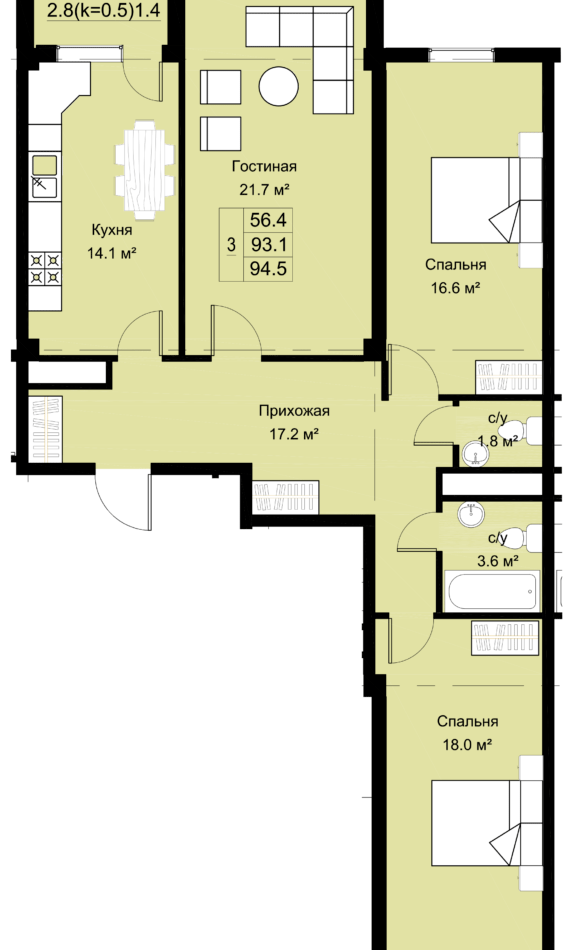 2.8(k=0.5)1.4
Гостиная
21.7 м²
56.4
3 93.1
94.5
Кухня
14.1 м²
Спальня
16.6 м²
Прихожая
17.2 м²
с/у
1.8 м²
с/у
3.6 м²
Спальня
18.0 м²